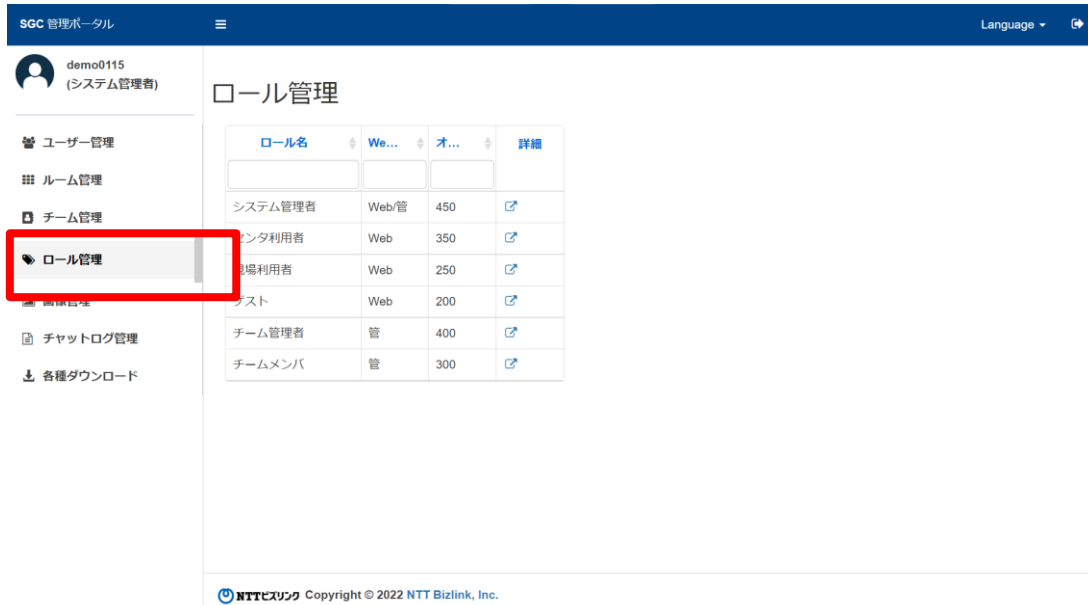 SGC 管理ポータル
Language
demo0115
(システム管理者)
ロール管理
ユーザー管理
ルーム管理
チーム管理
ロール管理
画像管理
チャットログ管理
各種ダウンロード
ロール名 We... オ... 詳細
システム管理者 Web/管 450
ンタ利用者 Web 350
場利用者 Web 250
スト Web 200
チーム管理者 管 400
チームメンバ 管 300
NTTビズリンク Copyright © 2022 NTT Bizlink, Inc.